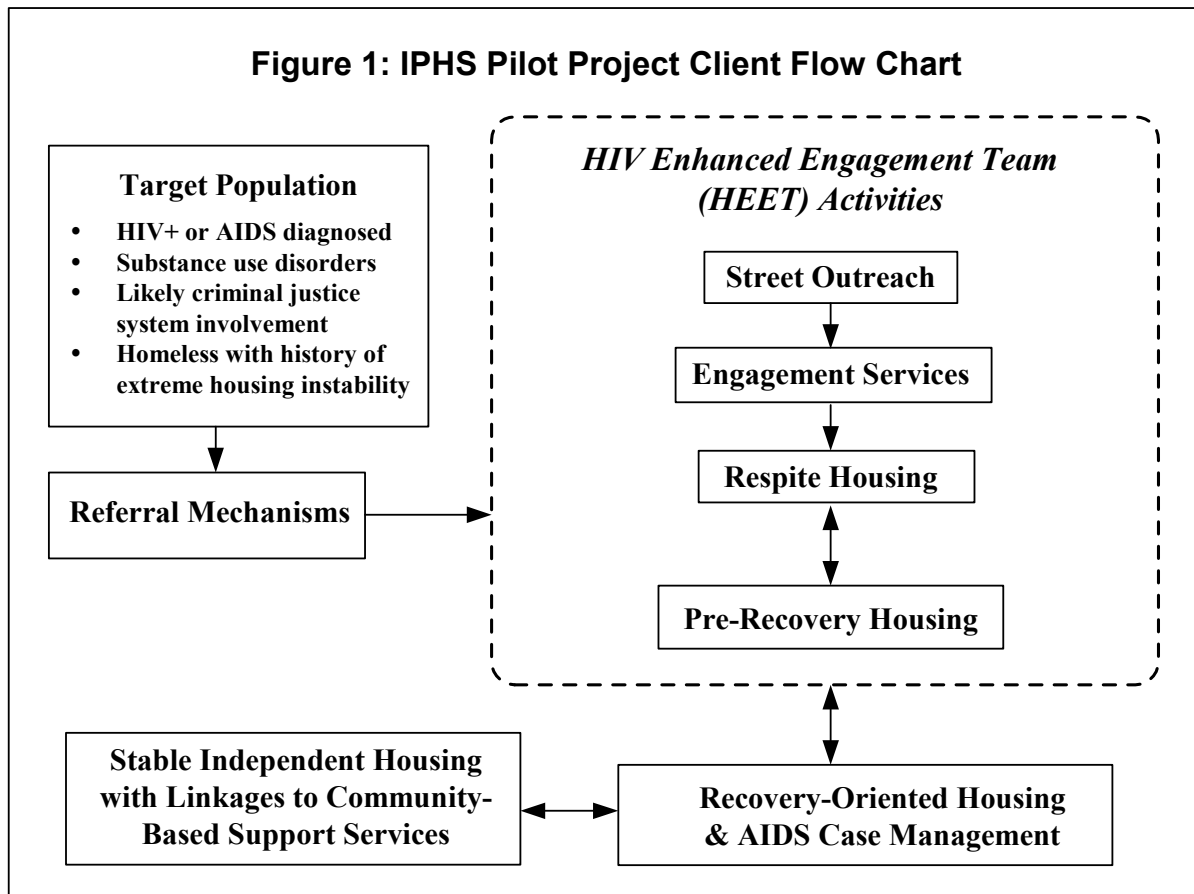 Figure 1: IPHS Pilot Project Client Flow Chart
Target Population
• HIV+ or AIDS diagnosed
• Substance use disorders
• Likely criminal justice
system involvement
• Homeless with history of
extreme housing instability
Referral Mechanisms
HIV Enhanced Engagement Team
(HEET) Activities
Street Outreach
Engagement Services
Respite Housing
Pre-Recovery Housing
Recovery-Oriented Housing
& AIDS Case Management
Stable Independent Housing
with Linkages to Community-
Based Support Services